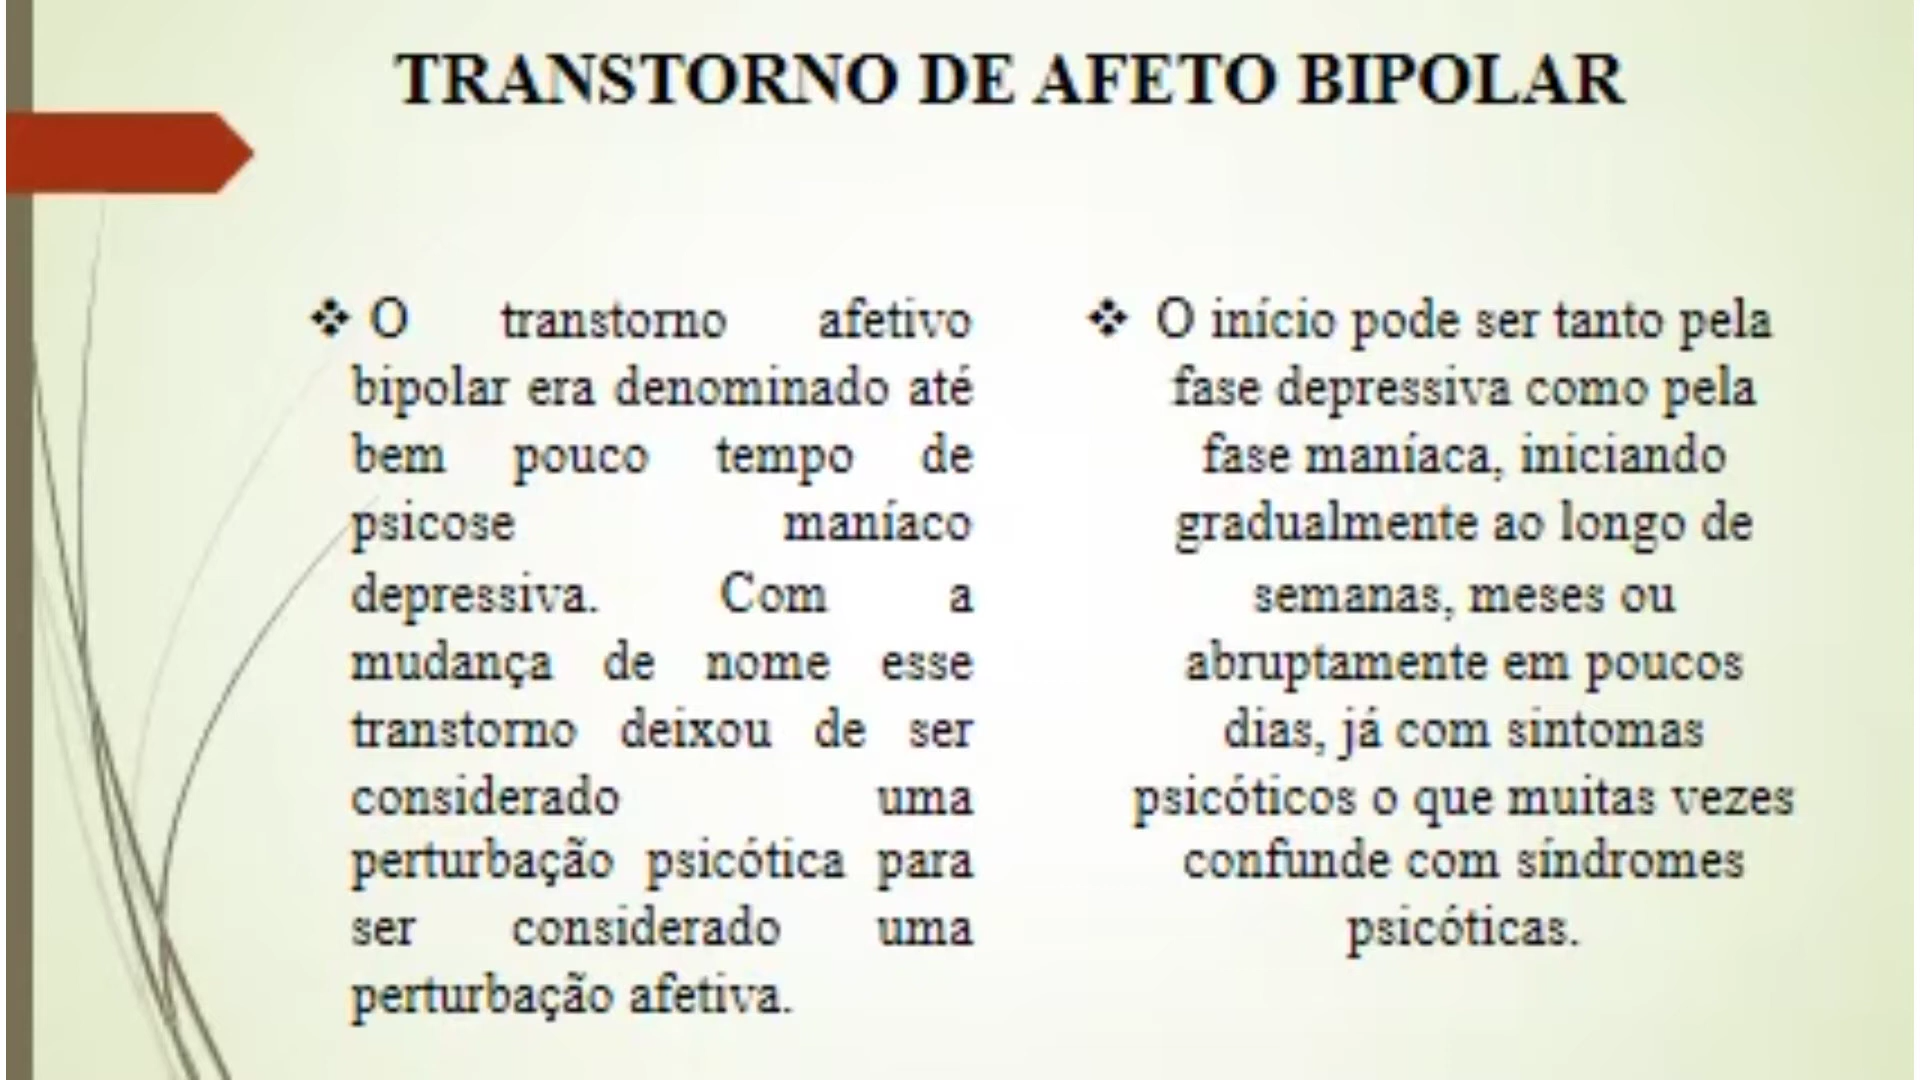 TRANSTORNO DE AFETO BIPOLAR
❖ O transtorno afetivo
bipolar era denominado até
bem pouco tempo de
psicose maníaco
depressiva. Com a
mudança de nome esse
transtorno deixou de ser
considerado uma
perturbação psicótica para
ser considerado uma
perturbação afetiva.
❖ O início pode ser tanto pela
fase depressiva como pela
fase maníaca, iniciando
gradualmente ao longo de
semanas, meses ou
abruptamente em poucos
dias, já com sintomas
psicóticos o que muitas vezes
confunde com síndromes
psicóticas.